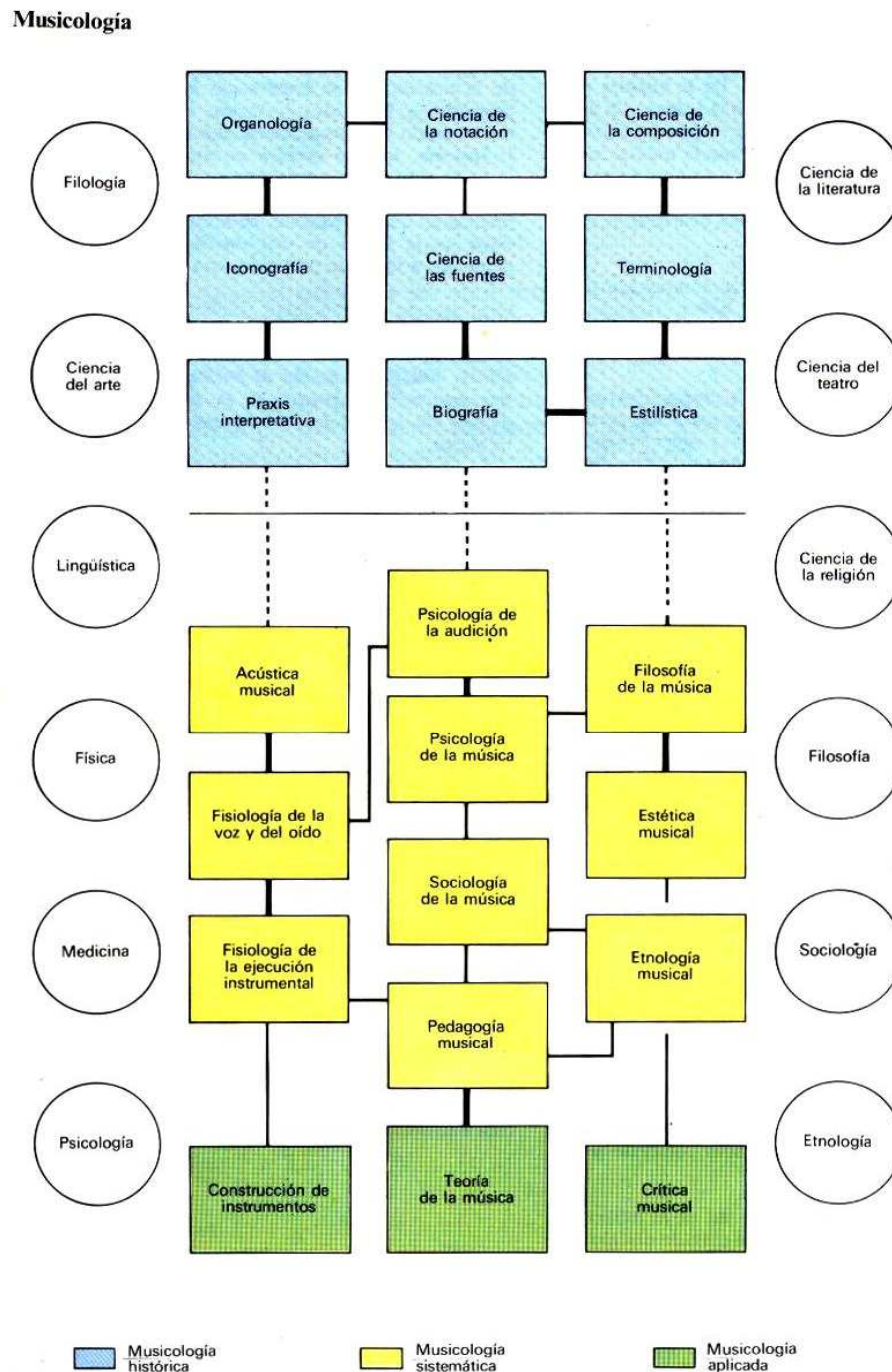 Musicología
Organología
Ciencia de
la notación
Ciencia de
la composición
Filología
Ciencia de
la literatura
Iconografía
Ciencia de
las fuentes
Terminología
Ciencia
del arte
Ciencia del
teatro
Praxis
interpretativa
Biografía
Estilística
Lingüística
Ciencia de
la religión
Psicología de
la audición
Acústica
musical
Filosofía
de la música
Física
Psicología
de la música
Filosofía
Fisiología de la
voz y del oído
Estética
musical
Sociología
de la música
Medicina
Fisiología de
la ejecución
instrumental
Etnología
musical
Sociología
Pedagogía
musical
Psicología
Etnología
Construcción de
instrumentos
Teoría
de la música
Crítica
musical
Musicología
histórica
Musicología
sistemática
Musicología
aplicada